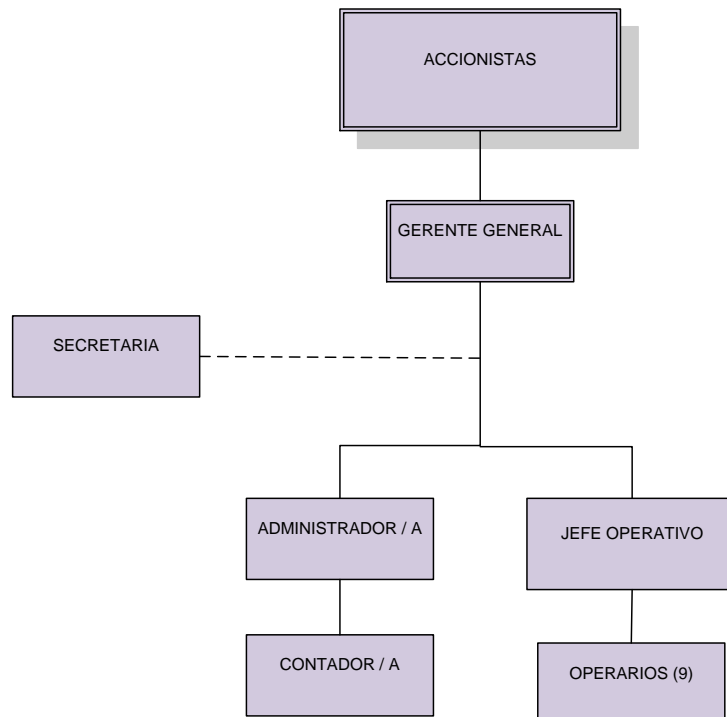 ACCIONISTAS
GERENTE GENERAL
SECRETARIA
ADMINISTRADOR / A
JEFE OPERATIVO
CONTADOR / A
OPERARIOS (9)